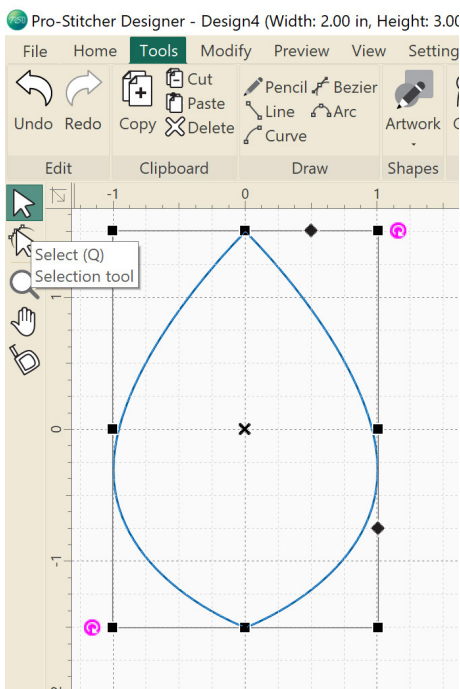 Pro-Stitcher Designer - Design4 (Width: 2.00 in, Height: 3.00
File Home Tools Modify Preview View Setting
Undo Redo Copy Cut Paste Delete Pencil Bezier Line Arc Curve Artwork
Edit Clipboard Draw Shapes
-1 0 1
Select (Q)
Selection tool
1
0
-1